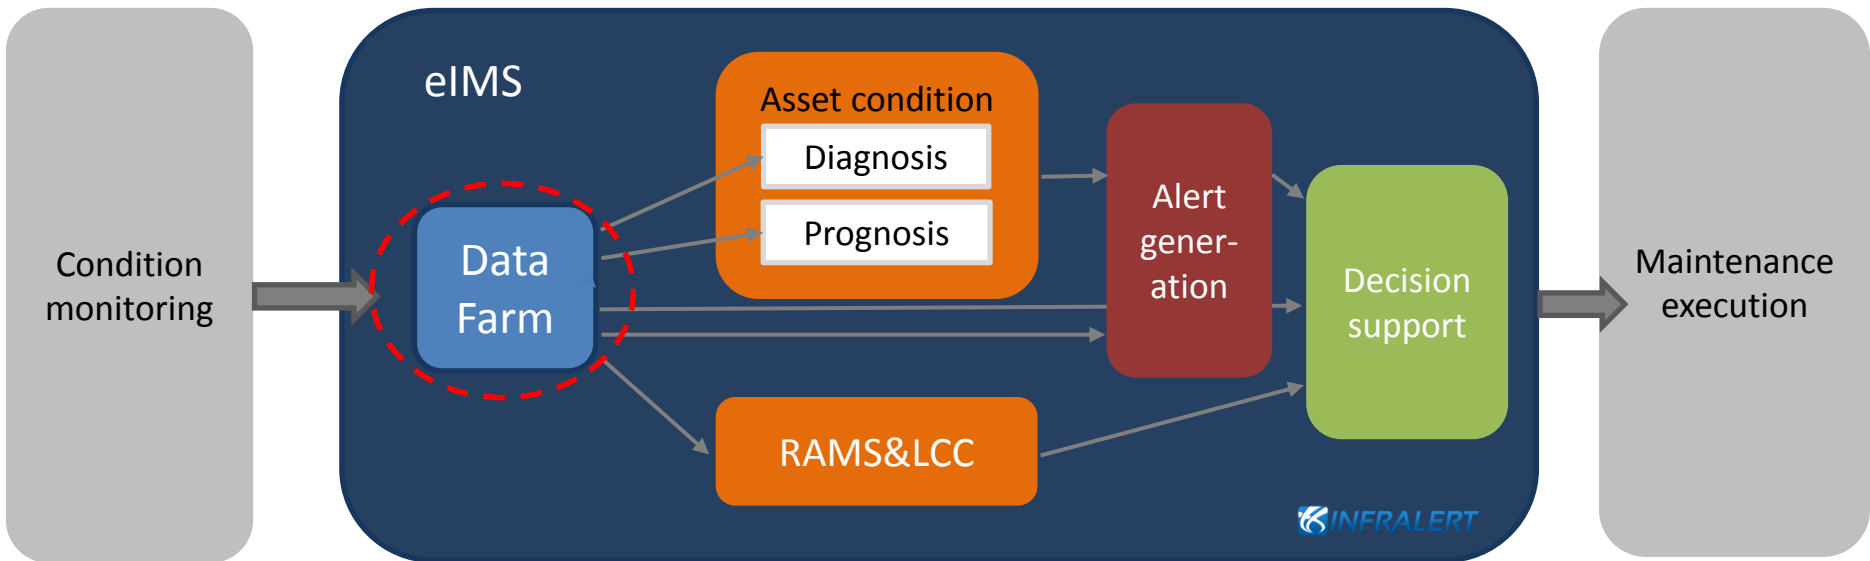 Condition
monitoring
eIMS
Data
Farm
Asset condition
Diagnosis
Prognosis
RAMS&LCC
Alert
gener-
ation
Decision
support
INFRALERT
Maintenance
execution